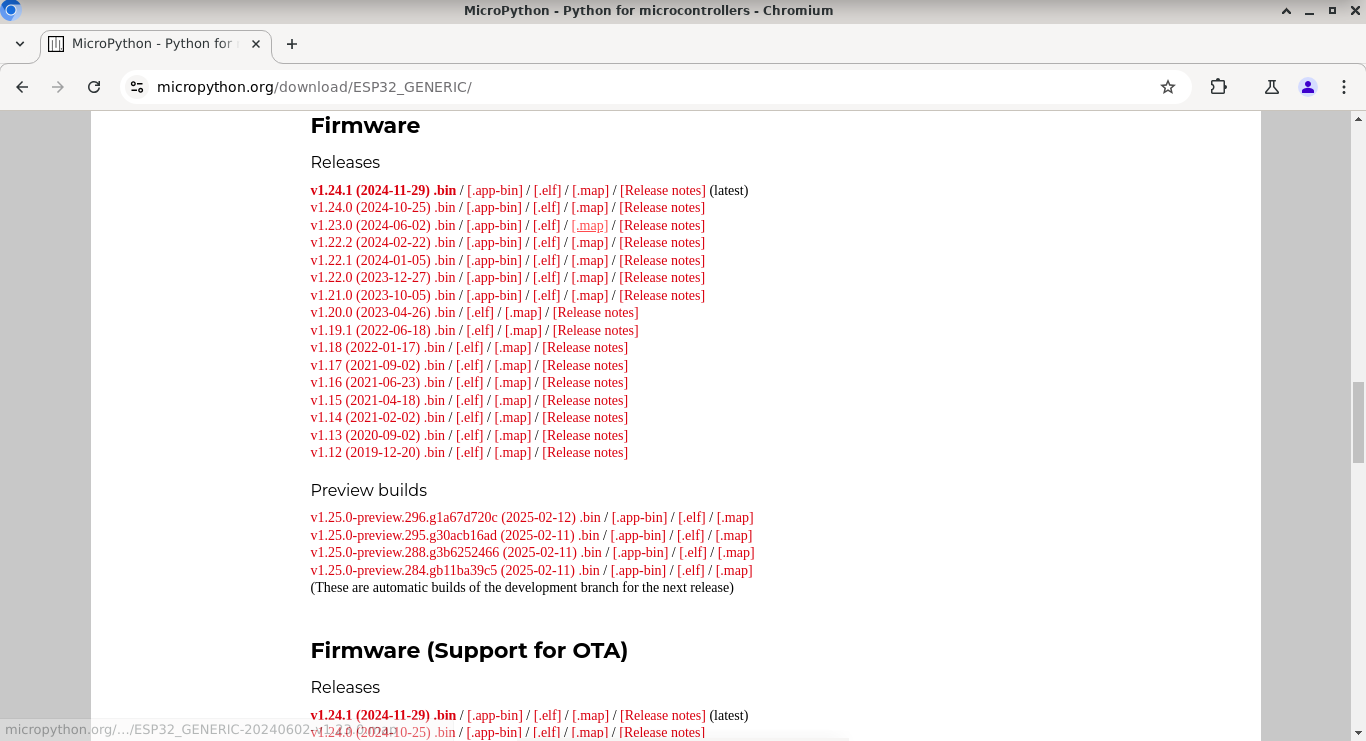 MicroPython - Python for microcontrollers - Chromium
MicroPython - Python for
micropython.org/download/ESP32_GENERIC/
Firmware
Releases
v1.24.1 (2024-11-29) .bin / [.app-bin] / [.elf] / [.map] / [Release notes] (latest)
v1.24.0 (2024-10-25) .bin / [.app-bin] / [.elf] / [.map] / [Release notes]
v1.23.0 (2024-06-02) .bin / [.app-bin] / [.elf] / [.map] / [Release notes]
v1.22.2 (2024-02-22) .bin / [.app-bin] / [.elf] / [.map] / [Release notes]
v1.22.1 (2024-01-05) .bin / [.app-bin] / [.elf] / [.map] / [Release notes]
v1.22.0 (2023-12-27) .bin / [.app-bin] / [.elf] / [.map] / [Release notes]
v1.21.0 (2023-10-05) .bin / [.app-bin] / [.elf] / [.map] / [Release notes]
v1.20.0 (2023-04-26) .bin / [.elf] / [.map] / [Release notes]
v1.19.1 (2022-06-18) .bin / [.elf] / [.map] / [Release notes]
v1.18 (2022-01-17) .bin / [.elf] / [.map] / [Release notes]
v1.17 (2021-09-02) .bin / [.elf] / [.map] / [Release notes]
v1.16 (2021-06-23) .bin / [.elf] / [.map] / [Release notes]
v1.15 (2021-04-18) .bin / [.elf] / [.map] / [Release notes]
v1.14 (2021-02-02) .bin / [.elf] / [.map] / [Release notes]
v1.13 (2020-09-02) .bin / [.elf] / [.map] / [Release notes]
v1.12 (2019-12-20) .bin / [.elf] / [.map] / [Release notes]
Preview builds
v1.25.0-preview.296.g1a67d720c (2025-02-12) .bin / [.app-bin] / [.elf] / [.map]
v1.25.0-preview.295.g30acb16ad (2025-02-11) .bin / [.app-bin] / [.elf] / [.map]
v1.25.0-preview.288.g3b6252466 (2025-02-11) .bin / [.app-bin] / [.elf] / [.map]
v1.25.0-preview.284.gb11ba39c5 (2025-02-11) .bin / [.app-bin] / [.elf] / [.map]
(These are automatic builds of the development branch for the next release)
Firmware (Support for OTA)
Releases
v1.24.1 (2024-11-29) .bin / [.app-bin] / [.elf] / [.map] / [Release notes] (latest)
v1.24.0 (2024-10-25) .bin / [.app-bin] / [.elf] / [.map] / [Release notes]
micropython.org/.../ESP32_GENERIC-20240602-